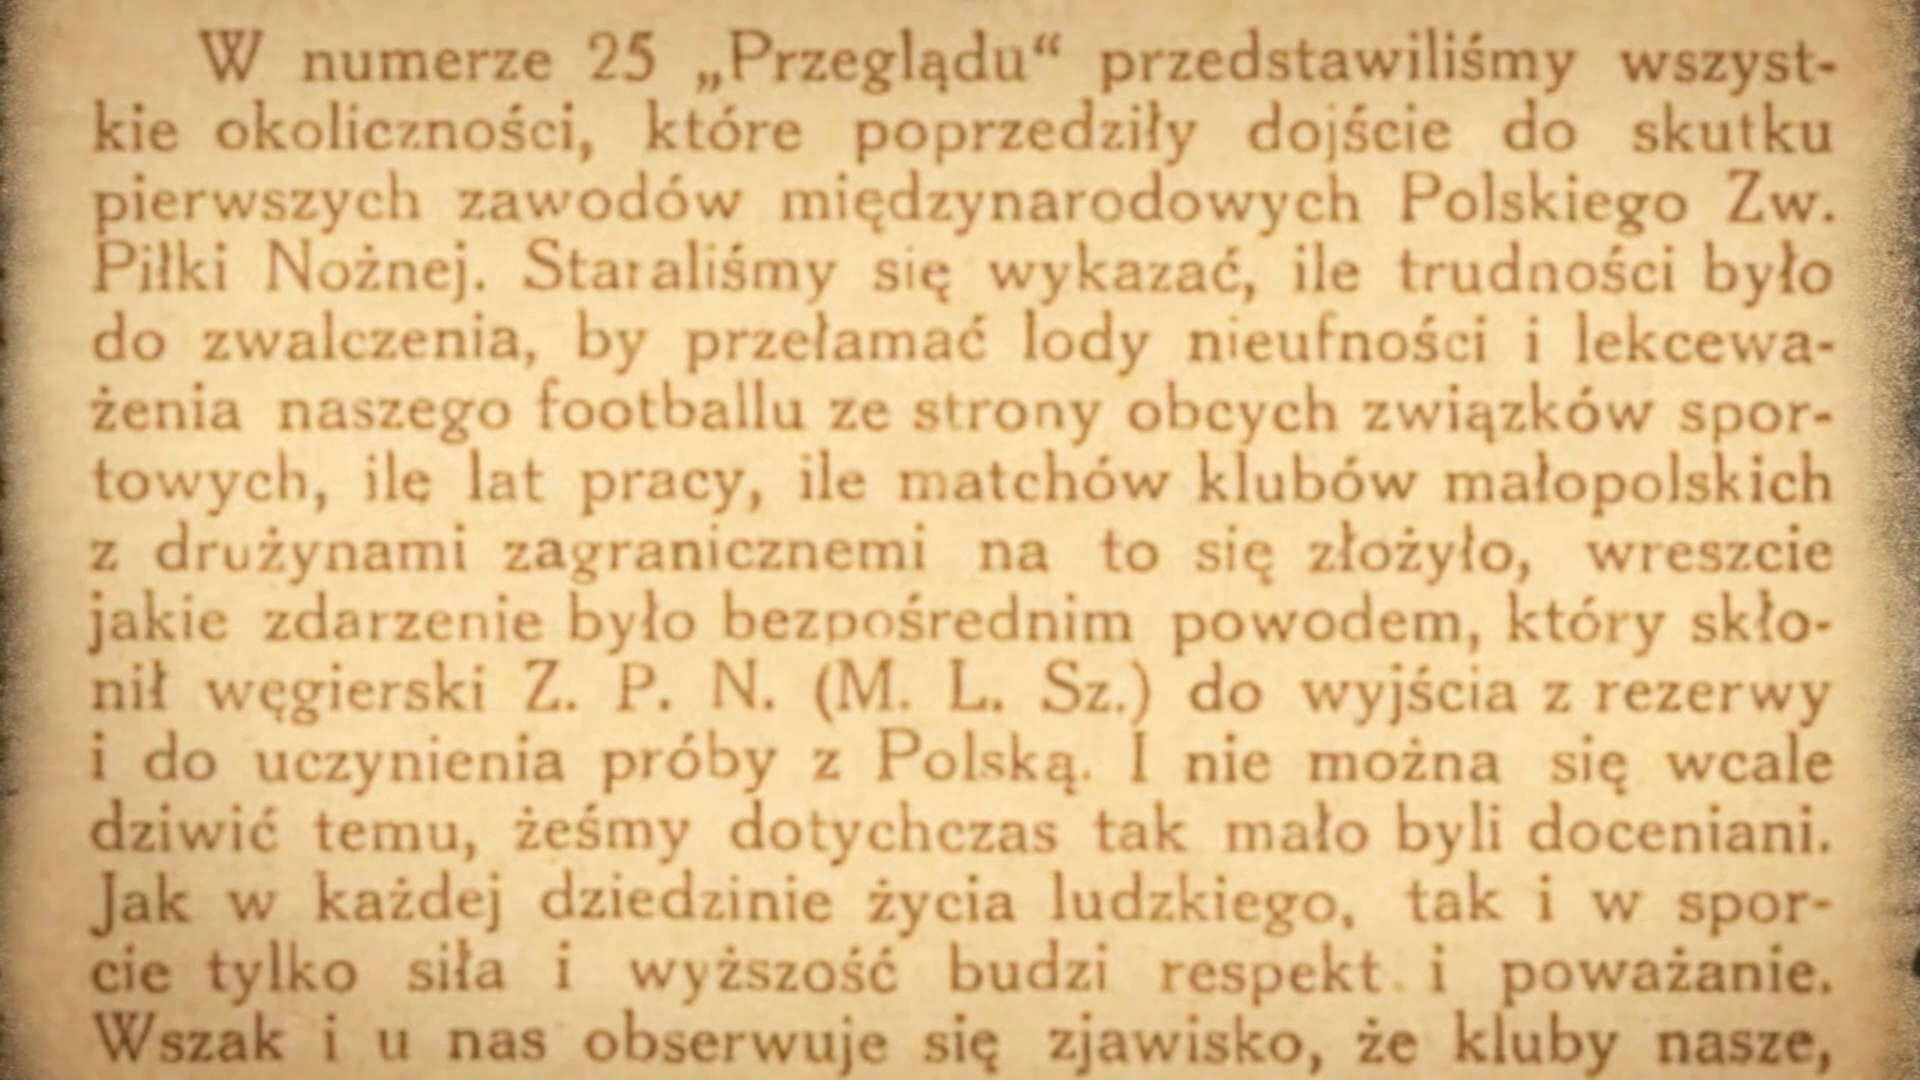 W numerze 25 „Przeglądu“ przedstawiliśmy wszyst-
kie okoliczności, które poprzedziły dojście do skutku
pierwszych zawodów międzynarodowych Polskiego Zw.
Piłki Nożnej. Staraliśmy się wykazać, ile trudności było
do zwalczenia, by przełamać lody nieufności i lekcewa-
żenia naszego footballu ze strony obcych związków spor-
towych, ile lat pracy, ile matchów klubów małopolskich
z drużynami zagranicznemi na to się złożyło, wreszcie
jakie zdarzenie było bezpośrednim powodem, który skło-
nił węgierski Z. P. N. (M. L. Sz.) do wyjścia z rezerwy
i do uczynienia próby z Polską. I nie można się wcale
dziwić temu, żeśmy dotychczas tak mało byli doceniani.
Jak w każdej dziedzinie życia ludzkiego, tak i w spor-
cie tylko siła i wyższość budzi respekt i poważanie.
Wszak i u nas obserwuje się zjawisko, że kluby nasze,